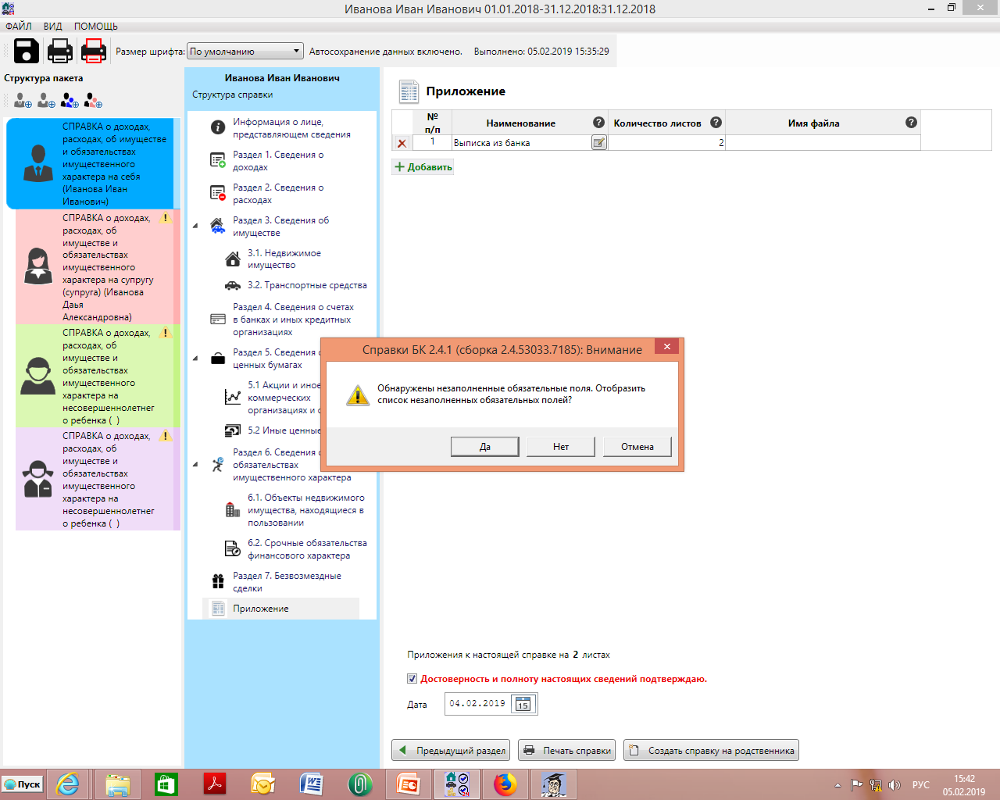 Иванова Иван Иванович 01.01.2018-31.12.2018:31.12.2018
ФАЙЛ ВИД ПОМОЩЬ
Размер шрифта: По умолчанию Автосохранение данных включено. Выполнено: 05.02.2019 15:35:29
Структура пакета
СПРАВКА о доходах,
расходах, об имуществе
и обязательствах
имущественного
характера на себя
(Иванова Иван
Иванович)
СПРАВКА о доходах,
расходах, об
имуществе и
обязательствах
имущественного
характера на супругу
(супруга) (Иванова
Даья
Александровна)
СПРАВКА о доходах,
расходах, об
имуществе и
обязательствах
имущественного
характера на
несовершеннолетнег
о ребенка ( )
СПРАВКА о доходах,
расходах, об
имуществе и
обязательствах
имущественного
характера на
несовершеннолетнег
о ребенка ( )
Иванова Иван Иванович
Структура справки
Информация о лице,
представляющем сведения
Раздел 1. Сведения о
доходах
Раздел 2. Сведения о
расходах
Раздел 3. Сведения об
имуществе
3.1. Недвижимое
имущество
3.2. Транспортные средства
Раздел 4. Сведения о счетах
в банках и иных кредитных
организациях
Раздел 5. Сведения о
ценных бумагах
5.1 Акции и иное
коммерческих
организациях и
5.2 Иные ценные
Раздел 6. Сведения о
обязательствах
имущественного характера
6.1. Объекты недвижимого
имущества, находящиеся в
пользовании
6.2. Срочные обязательства
финансового характера
Раздел 7. Безвозмездные
сделки
Приложение
Приложение
№
п/п
Наименование ? Количество листов ? Имя файла ?
1 Выписка из банка 2
Добавить
Справки БК 2.4.1 (сборка 2.4.53033.7185): Внимание
Обнаружены незаполненные обязательные поля. Отобразить
список незаполненных обязательных полей?
Да Нет Отмена
Приложения к настоящей справке на 2 листах
Достоверность и полноту настоящих сведений подтверждаю.
Дата 04.02.2019 15
Предыдущий раздел Печать справки Создать справку на родственника
Пуск РУС 15:42
05.02.2019